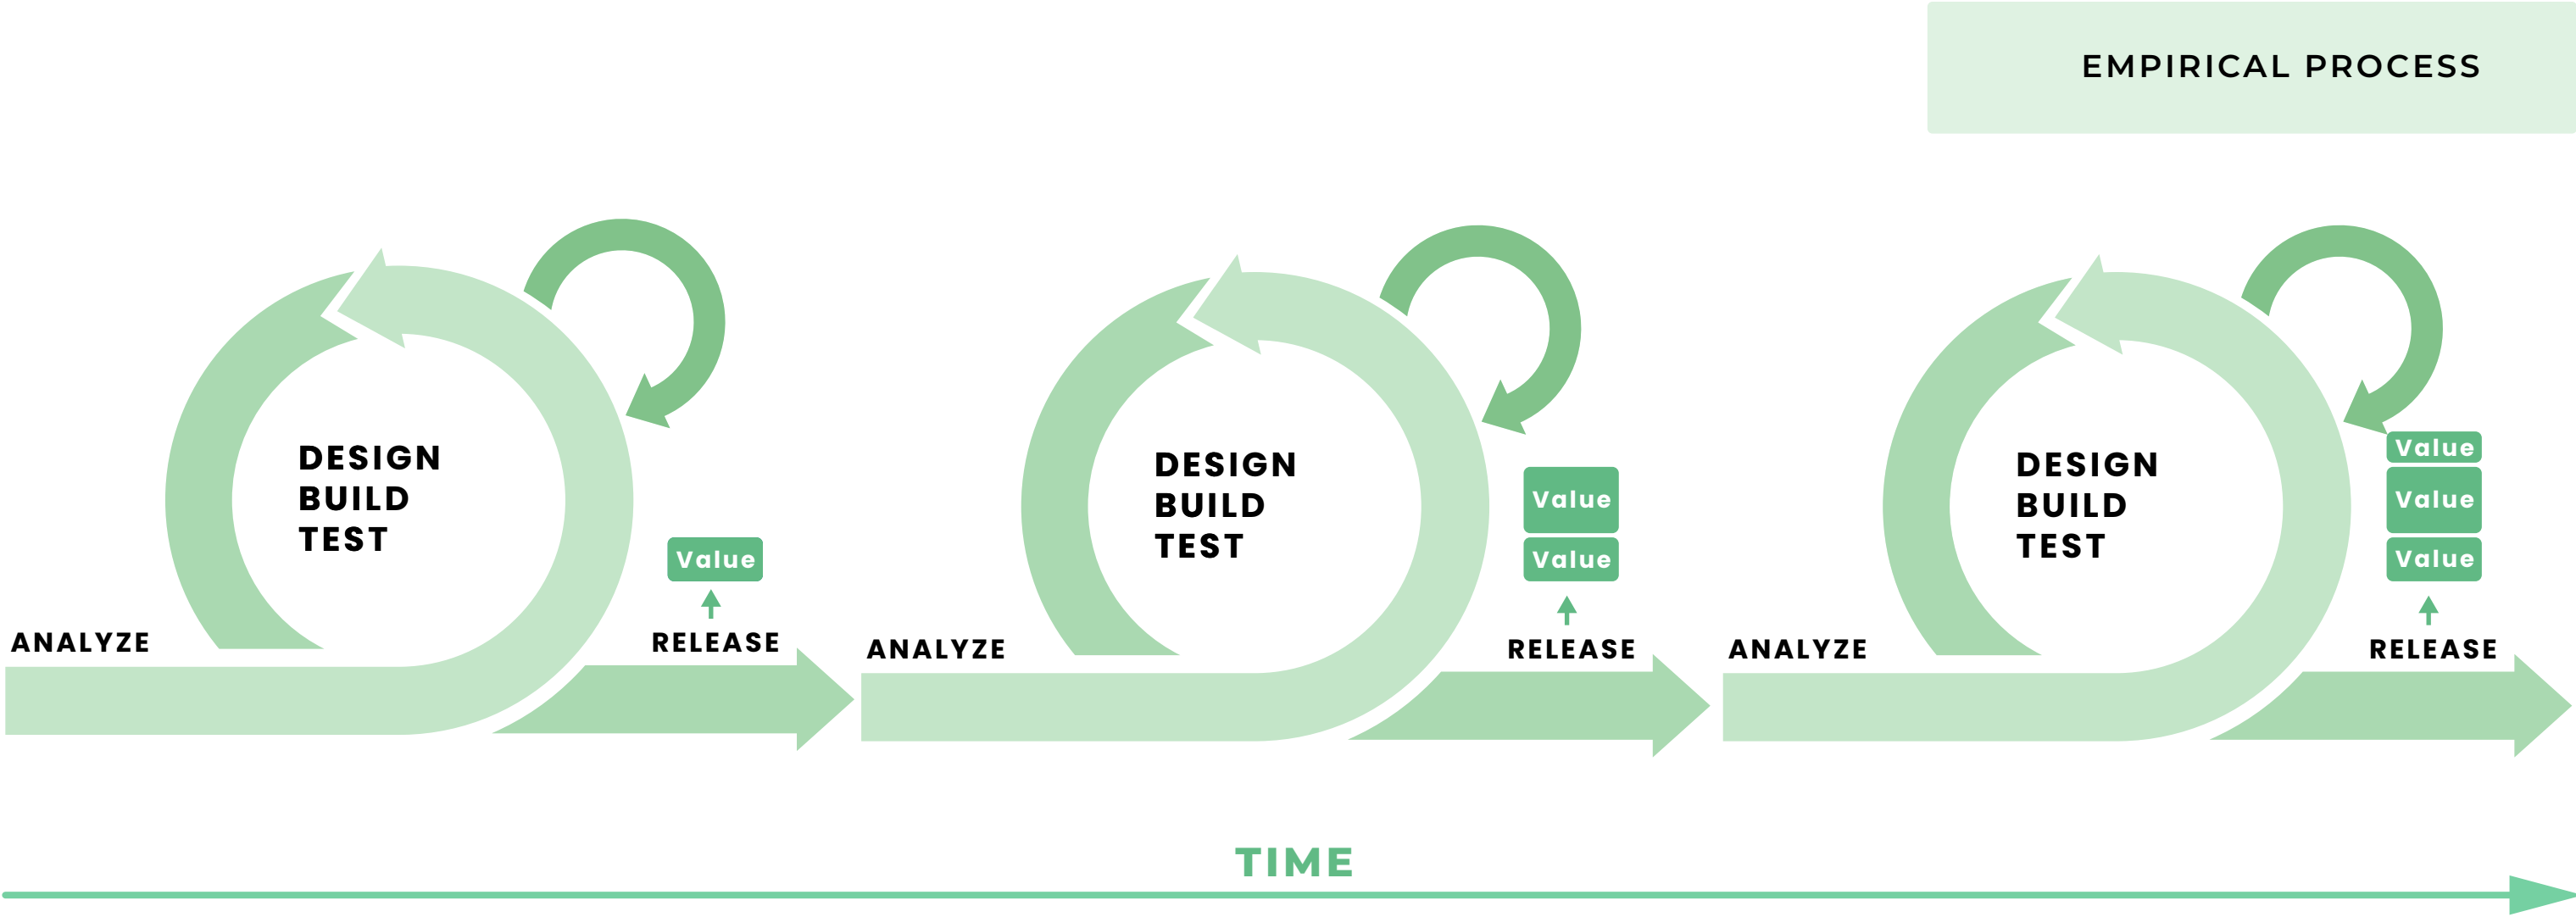 EMPIRICAL PROCESS
DESIGN
BUILD
TEST
Value
ANALYZE
RELEASE
DESIGN
BUILD
TEST
Value
Value
ANALYZE
RELEASE
DESIGN
BUILD
TEST
Value
Value
Value
ANALYZE
RELEASE
TIME